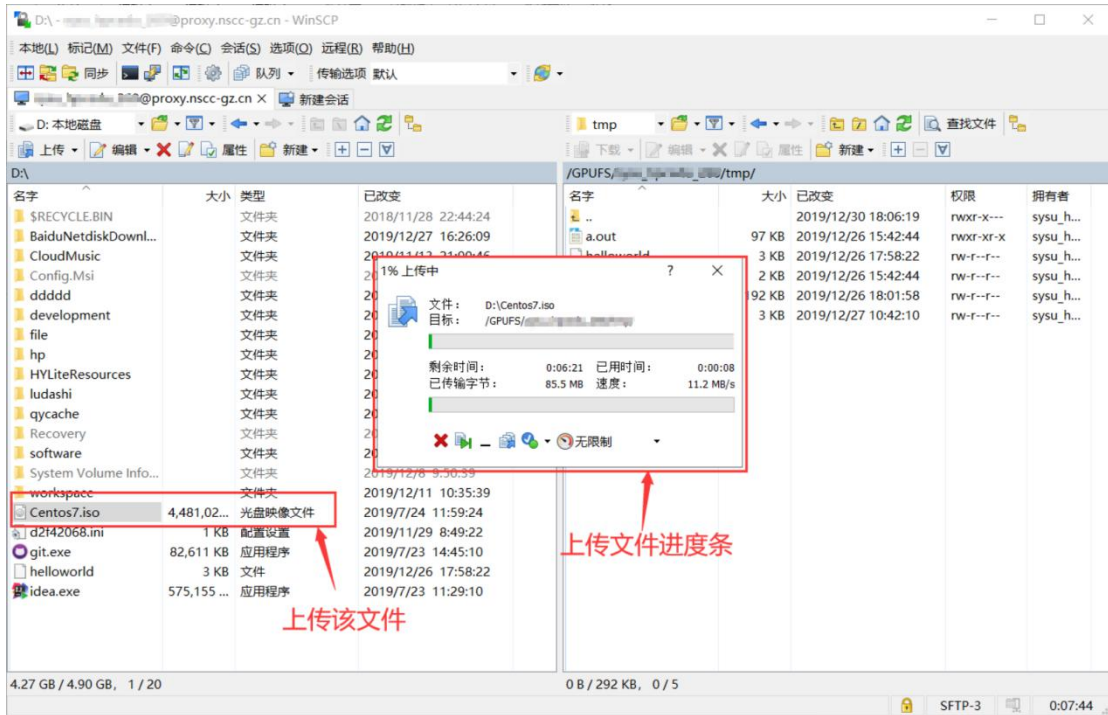 D:\ - @proxy.nscc-gz.cn - WinSCP
本地(L) 标记(M) 文件(F) 命令(C) 会话(S) 选项(O) 远程(R) 帮助(H)
同步 队列 传输选项 默认
@proxy.nscc-gz.cn × 新建会话
D: 本地磁盘 tmp 查找文件
上传 编辑 属性 新建 下载 编辑 属性 新建
D:\ /GPUFS/ /tmp/
名字 大小 类型 已改变 名字 大小 已改变 权限 拥有者
$RECYCLE.BIN 文件夹 2018/11/28 22:44:24 .. 2019/12/30 18:06:19 rwxr-x--- sysu_h...
BaiduNetdiskDownl... 文件夹 2019/12/27 16:26:09 a.out 97 KB 2019/12/26 15:42:44 rwxr-xr-x sysu_h...
CloudMusic 文件夹 helloworld 3 KB 2019/12/26 17:58:22 rw-r--r-- sysu_h...
Config.Msi 文件夹 2 KB 2019/12/26 15:42:44 rw-r--r-- sysu_h...
ddddd 文件夹 92 KB 2019/12/26 18:01:58 rw-r--r-- sysu_h...
development 文件夹 3 KB 2019/12/27 10:42:10 rw-r--r-- sysu_h...
file 文件夹
hp 文件夹
HYLiteResources 文件夹
ludashi 文件夹
qycache 文件夹
Recovery 文件夹
software 文件夹
System Volume Info... 文件夹 2019/12/8 9:50:39
workspace 文件夹 2019/12/11 10:35:39
Centos7.iso 4,481,02... 光盘映像文件 2019/7/24 11:59:24
d2f42068.ini 1 KB 配置设置 2019/11/29 8:49:22
git.exe 82,611 KB 应用程序 2019/7/23 14:45:10
helloworld 3 KB 文件 2019/12/26 17:58:22
idea.exe 575,155 ... 应用程序 2019/7/23 11:29:10
1% 上传中 ? ×
文件: D:\Centos7.iso
目标: /GPUFS/
剩余时间: 0:06:21 已用时间: 0:00:08
已传输字节: 85.5 MB 速度: 11.2 MB/s
无限制
上传文件进度条
上传该文件
4.27 GB / 4.90 GB, 1 / 20 0 B / 292 KB, 0 / 5
SFTP-3 0:07:44